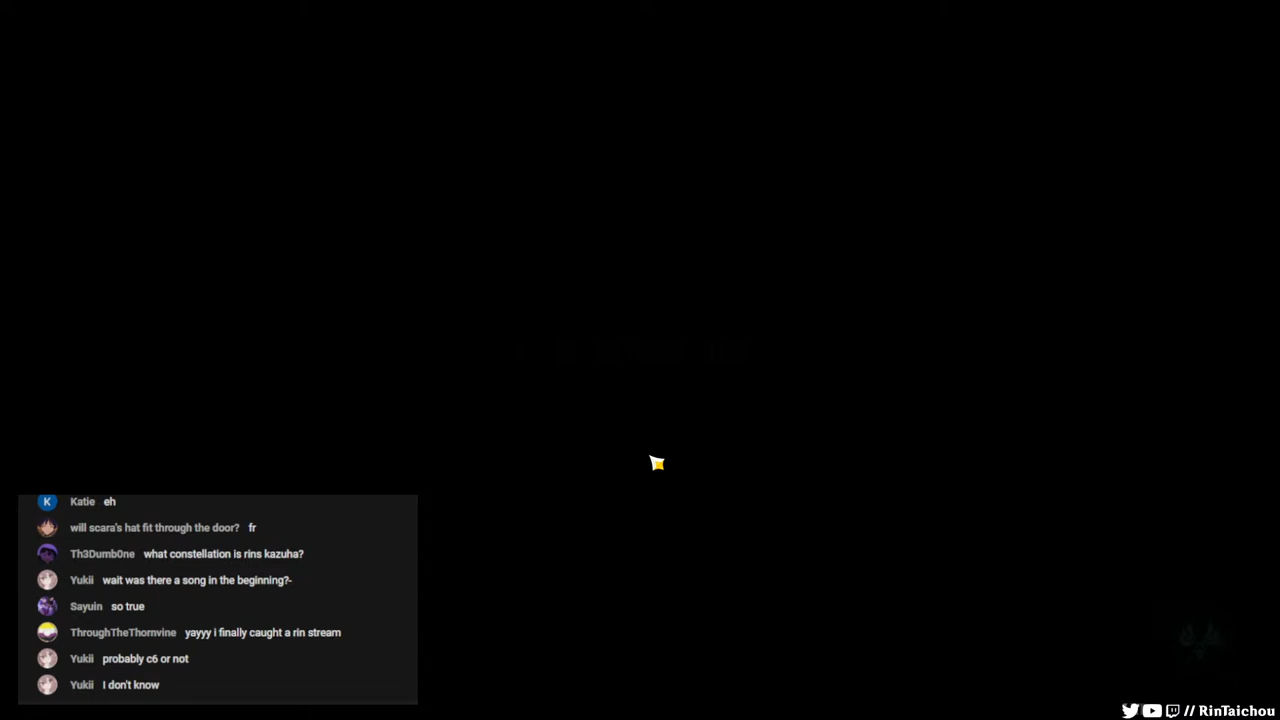 Katie eh
will scara's hat fit through the door? fr
Th3Dumb0ne what constellation is rins kazuha?
Yukii wait was there a song in the beginning?-
Sayuin so true
ThroughTheThornvine yayyy i finally caught a rin stream
Yukii probably c6 or not
Yukii I don't know
// RinTaichou